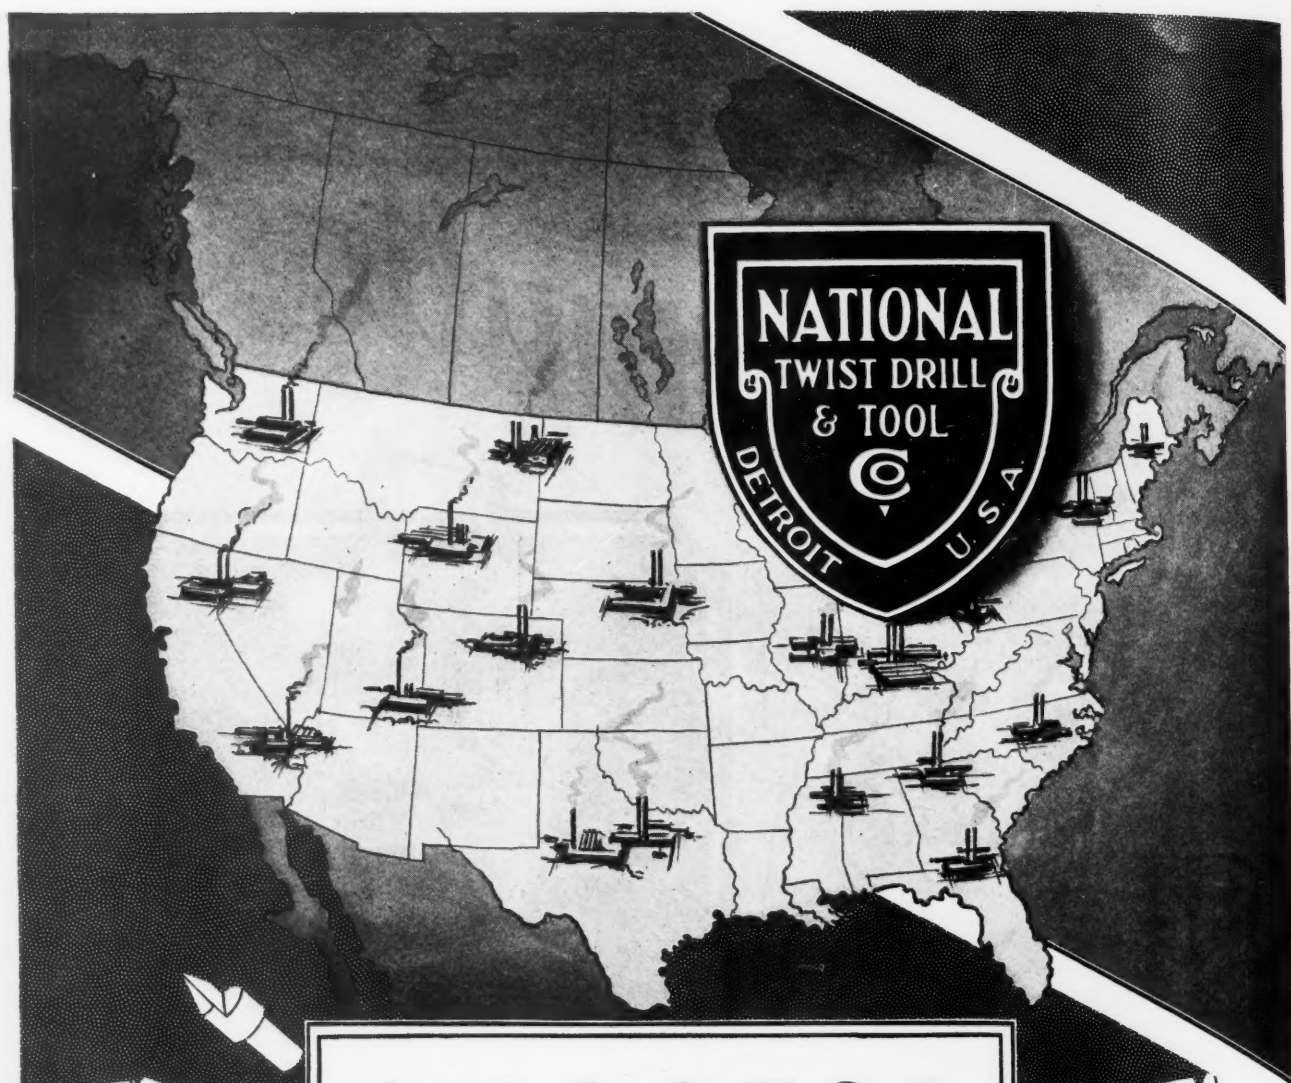 NATIONAL
TWIST DRILL
& TOOL
CO
DETROIT U. S. A.